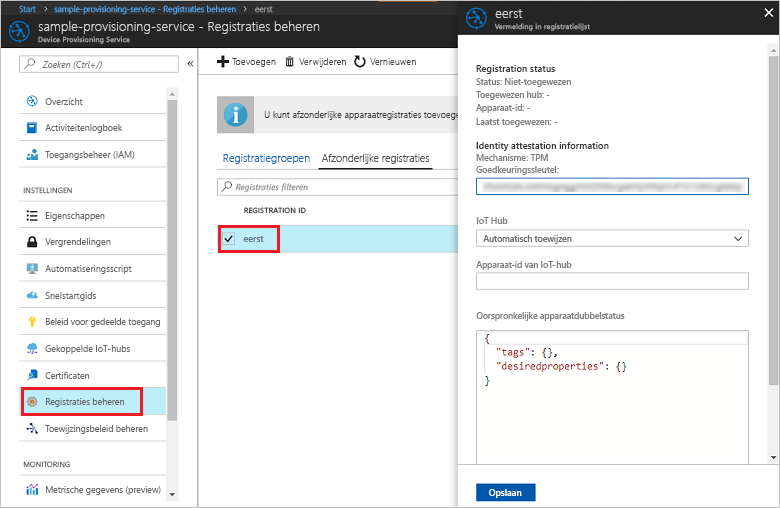 Start > sample-provisioning-service - Registraties beheren > eerst
sample-provisioning-service - Registraties beheren
Device Provisioning Service
Zoeken (Ctrl+/)
Overzicht
Activiteitenlogboek
Toegangsbeheer (IAM)
INSTELLINGEN
Eigenschappen
Vergrendelingen
Automatiseringsscript
Snelstartgids
Beleid voor gedeelde toegang
Gekoppelde IoT-hubs
Certificaten
Registraties beheren
Toewijzingsbeleid beheren
MONITORING
Metrische gegevens (preview)
Toevoegen Verwijderen Vernieuwen
U kunt afzonderlijke apparaatregistraties toevoege
Registratiegroepen Afzonderlijke registraties
Registraties filteren
REGISTRATION ID
eerst
eerst
Vermelding in registratielijst
Registration status
Status: Niet-toegewezen
Toegewezen hub: -
Apparaat-id: -
Laatst toegewezen: -
Identity attestation information
Mechanisme: TPM
Goedkeuringssleutel:
IoT Hub
Automatisch toewijzen
Apparaat-id van IoT-hub
Oorspronkelijke apparaatdubbelstatus
{
"tags": {},
"desiredproperties": {}
}
Opslaan